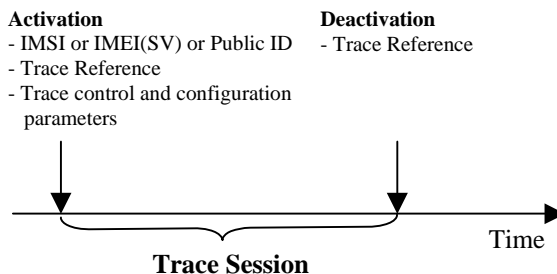 Activation
- IMSI or IMEI(SV) or Public ID
- Trace Reference
- Trace control and configuration
parameters
Deactivation
- Trace Reference
Time
Trace Session